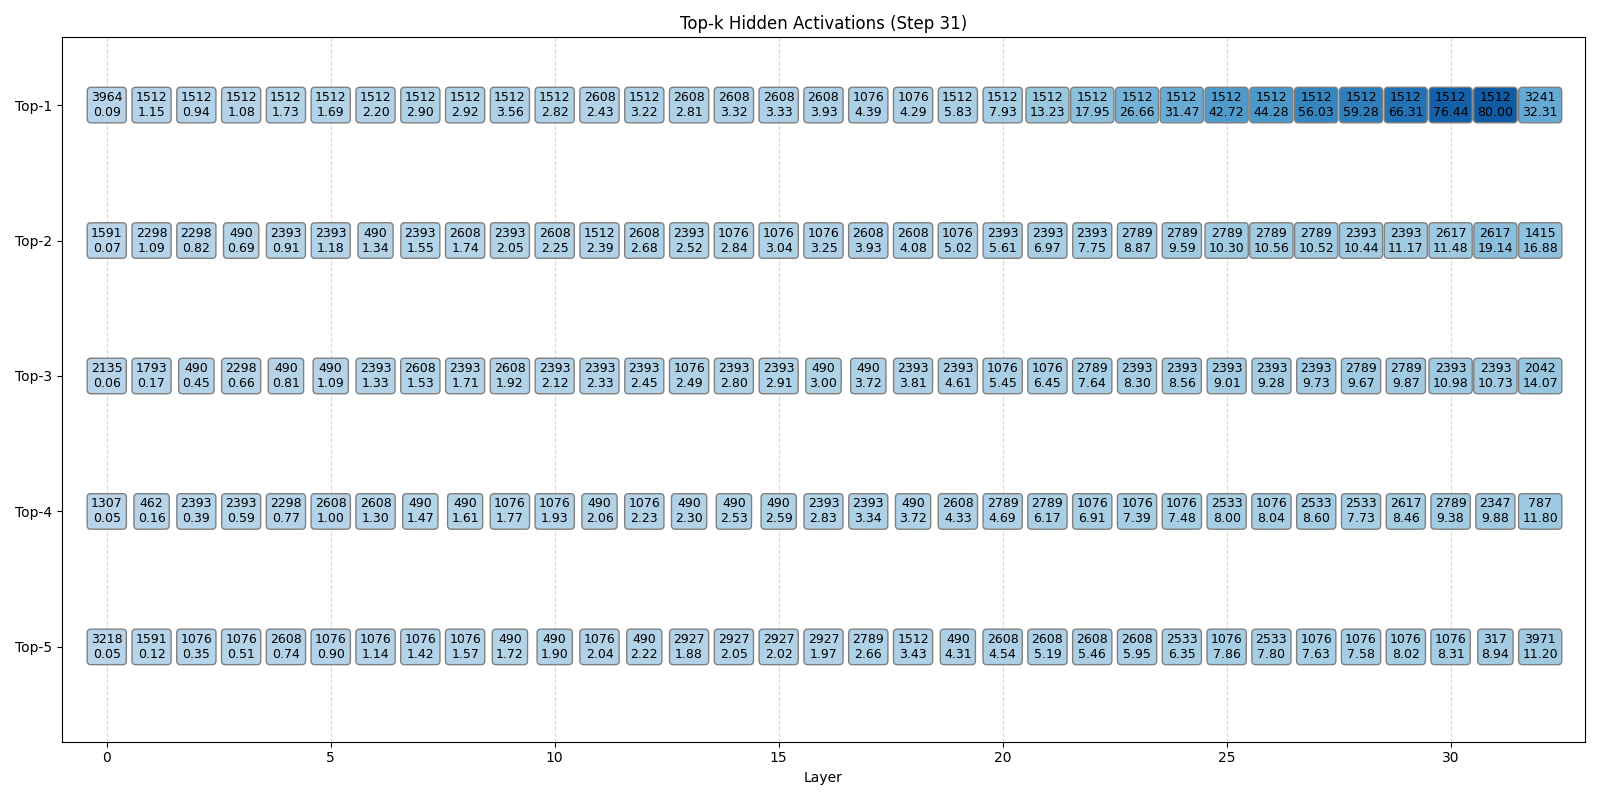 Top-k Hidden Activations (Step 31)
Top-1
3964 1512 1512 1512 1512 1512 1512 1512 1512 1512 1512 2608 1512 2608 2608 2608 2608 1076 1076 1512 1512 1512 1512 1512 1512 1512 1512 1512 1512 1512 1512 1512 3241
0.09 1.15 0.94 1.08 1.73 1.69 2.20 2.90 2.92 3.56 2.82 2.43 3.22 2.81 3.32 3.33 3.93 4.39 4.29 5.83 7.93 13.23 17.95 26.66 31.47 42.72 44.28 56.03 59.28 66.31 76.44 80.00 32.31
Top-2
1591 2298 2298 490 2393 2393 490 2393 2608 2393 2608 1512 2608 2393 1076 1076 1076 2608 2608 1076 2393 2393 2393 2789 2789 2789 2789 2789 2393 2393 2617 2617 1415
0.07 1.09 0.82 0.69 0.91 1.18 1.34 1.55 1.74 2.05 2.25 2.39 2.68 2.52 2.84 3.04 3.25 3.93 4.08 5.02 5.61 6.97 7.75 8.87 9.59 10.30 10.56 10.52 10.44 11.17 11.48 19.14 16.88
Top-3
2135 1793 490 2298 490 490 2393 2608 2393 2608 2393 2393 2393 1076 2393 2393 490 490 2393 2393 1076 1076 2789 2393 2393 2393 2393 2393 2789 2789 2393 2393 2042
0.06 0.17 0.45 0.66 0.81 1.09 1.33 1.53 1.71 1.92 2.12 2.33 2.45 2.49 2.80 2.91 3.00 3.72 3.81 4.61 5.45 6.45 7.64 8.30 8.56 9.01 9.28 9.73 9.67 9.87 10.98 10.73 14.07
Top-4
1307 462 2393 2393 2298 2608 2608 490 490 1076 1076 490 1076 490 490 490 2393 2393 490 2608 2789 2789 1076 1076 1076 2533 1076 2533 2533 2617 2789 2347 787
0.05 0.16 0.39 0.59 0.77 1.00 1.30 1.47 1.61 1.77 1.93 2.06 2.23 2.30 2.53 2.59 2.83 3.34 3.72 4.33 4.69 6.17 6.91 7.39 7.48 8.00 8.04 8.60 7.73 8.46 9.38 9.88 11.80
Top-5
3218 1591 1076 1076 2608 1076 1076 1076 1076 490 490 1076 490 2927 2927 2927 2927 2789 1512 490 2608 2608 2608 2608 2533 1076 2533 1076 1076 1076 1076 317 3971
0.05 0.12 0.35 0.51 0.74 0.90 1.14 1.42 1.57 1.72 1.90 2.04 2.22 1.88 2.05 2.02 1.97 2.66 3.43 4.31 4.54 5.19 5.46 5.95 6.35 7.86 7.80 7.63 7.58 8.02 8.31 8.94 11.20
0 5 10 15 20 25 30
Layer